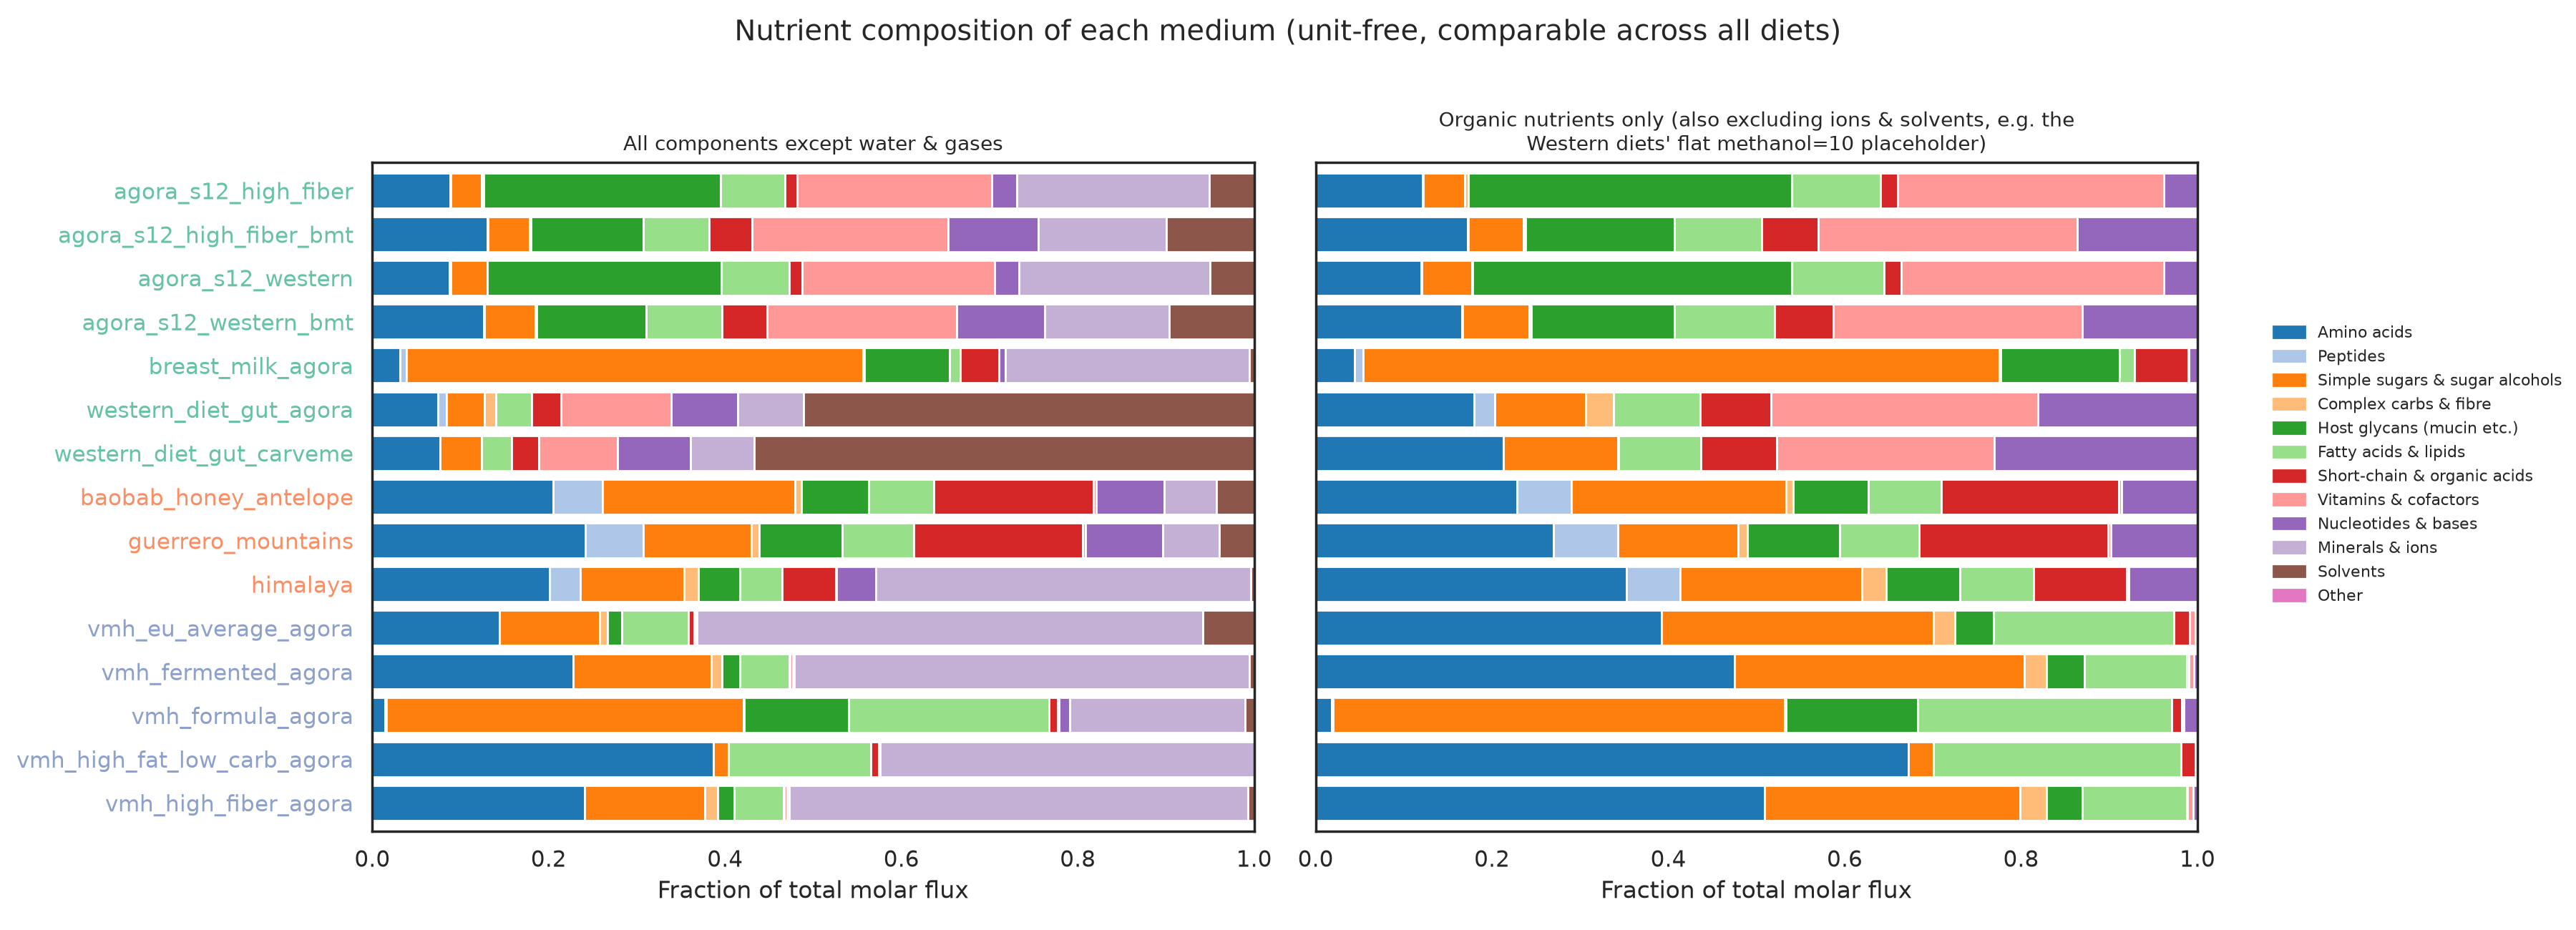 Nutrient composition of each medium (unit-free, comparable across all diets)
All components except water & gases
Organic nutrients only (also excluding ions & solvents, e.g. the
Western diets' flat methanol=10 placeholder)
agora_s12_high_fiber
agora_s12_high_fiber_bmt
agora_s12_western
agora_s12_western_bmt
breast_milk_agora
western_diet_gut_agora
western_diet_gut_carveme
baobab_honey_antelope
guerrero_mountains
himalaya
vmh_eu_average_agora
vmh_fermented_agora
vmh_formula_agora
vmh_high_fat_low_carb_agora
vmh_high_fiber_agora
0.0 0.2 0.4 0.6 0.8 1.0
Fraction of total molar flux
0.0 0.2 0.4 0.6 0.8 1.0
Fraction of total molar flux
Amino acids
Peptides
Simple sugars & sugar alcohols
Complex carbs & fibre
Host glycans (mucin etc.)
Fatty acids & lipids
Short-chain & organic acids
Vitamins & cofactors
Nucleotides & bases
Minerals & ions
Solvents
Other